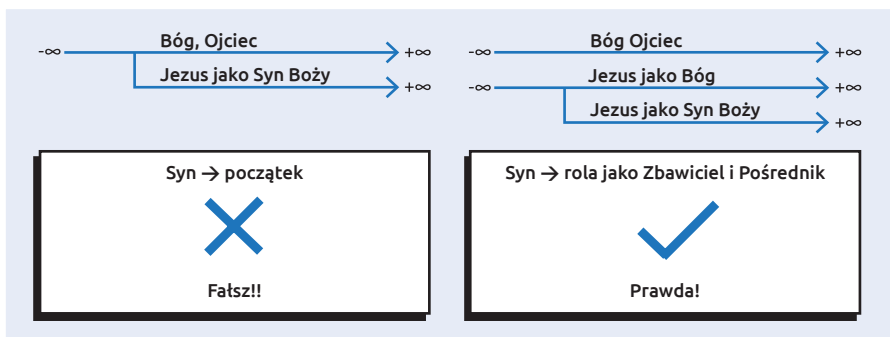 -∞ Bóg, Ojciec +∞
Jezus jako Syn Boży +∞
Syn → początek
Fałsz!!
-∞ Bóg Ojciec +∞
-∞ Jezus jako Bóg +∞
Jezus jako Syn Boży +∞
Syn → rola jako Zbawiciel i Pośrednik
Prawda!